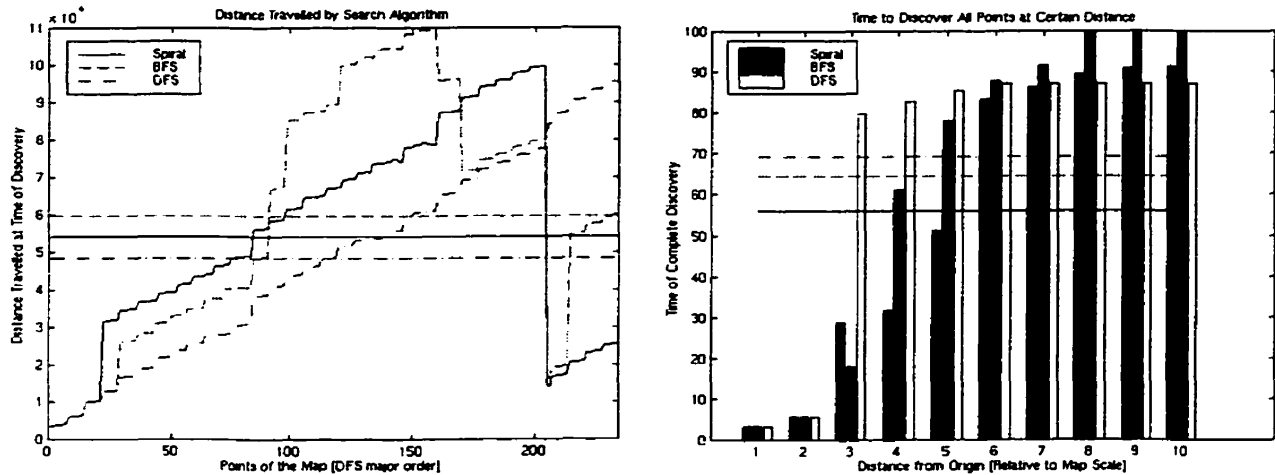 Distance Travelled by Search Algorithm
Distance Travelled at Time of Discovery
11
10
9
8
7
6
5
4
3
2
1
0
Spiral
BFS
DFS
0 50 100 150 200
Points of the Map [DFS major order]
Time to Discover All Points at Certain Distance
Time of Complete Discovery
100
90
80
70
60
50
40
30
20
10
0
Spiral
BFS
DFS
1 2 3 4 5 6 7 8 9 10
Distance from Origin [Relative to Map Scale]